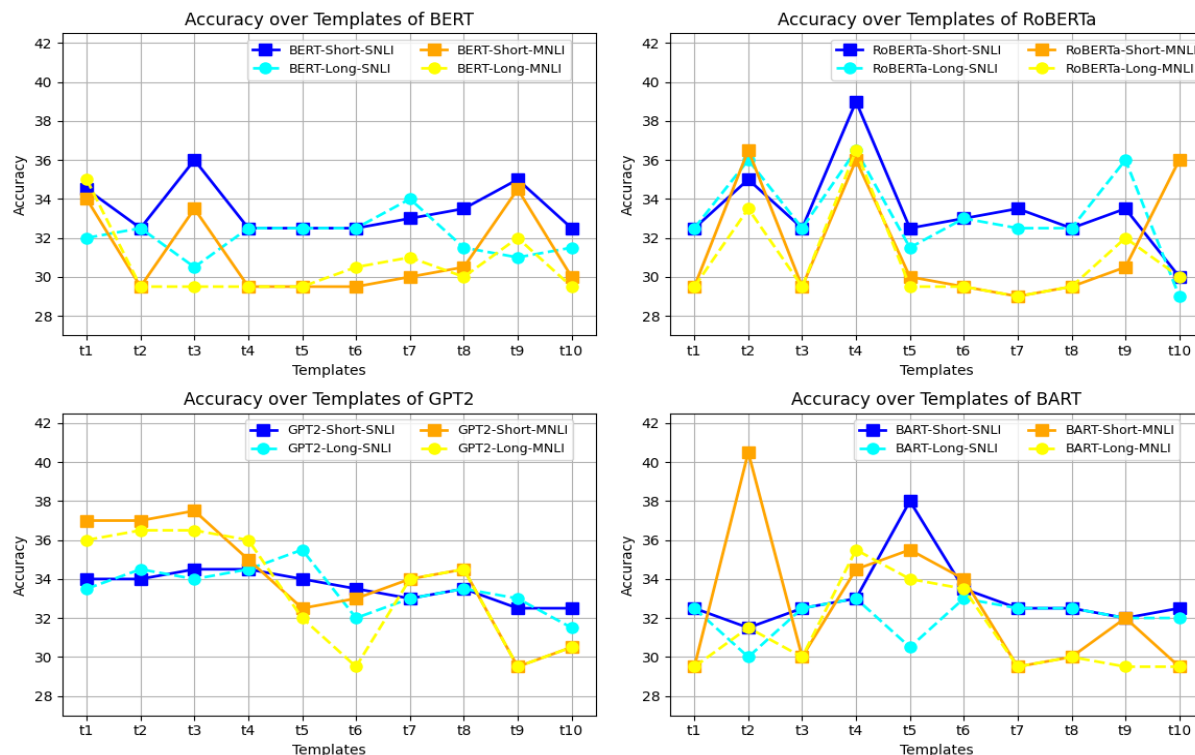 Accuracy over Templates of BERT
42
40
38
36
34
32
30
28
Accuracy
BERT-Short-SNLI
BERT-Long-SNLI
BERT-Short-MNLI
BERT-Long-MNLI
t1 t2 t3 t4 t5 t6 t7 t8 t9 t10
Templates
Accuracy over Templates of RoBERTa
42
40
38
36
34
32
30
28
Accuracy
RoBERTa-Short-SNLI
RoBERTa-Long-SNLI
RoBERTa-Short-MNLI
RoBERTa-Long-MNLI
t1 t2 t3 t4 t5 t6 t7 t8 t9 t10
Templates
Accuracy over Templates of GPT2
42
40
38
36
34
32
30
28
Accuracy
GPT2-Short-SNLI
GPT2-Long-SNLI
GPT2-Short-MNLI
GPT2-Long-MNLI
t1 t2 t3 t4 t5 t6 t7 t8 t9 t10
Templates
Accuracy over Templates of BART
42
40
38
36
34
32
30
28
Accuracy
BART-Short-SNLI
BART-Long-SNLI
BART-Short-MNLI
BART-Long-MNLI
t1 t2 t3 t4 t5 t6 t7 t8 t9 t10
Templates